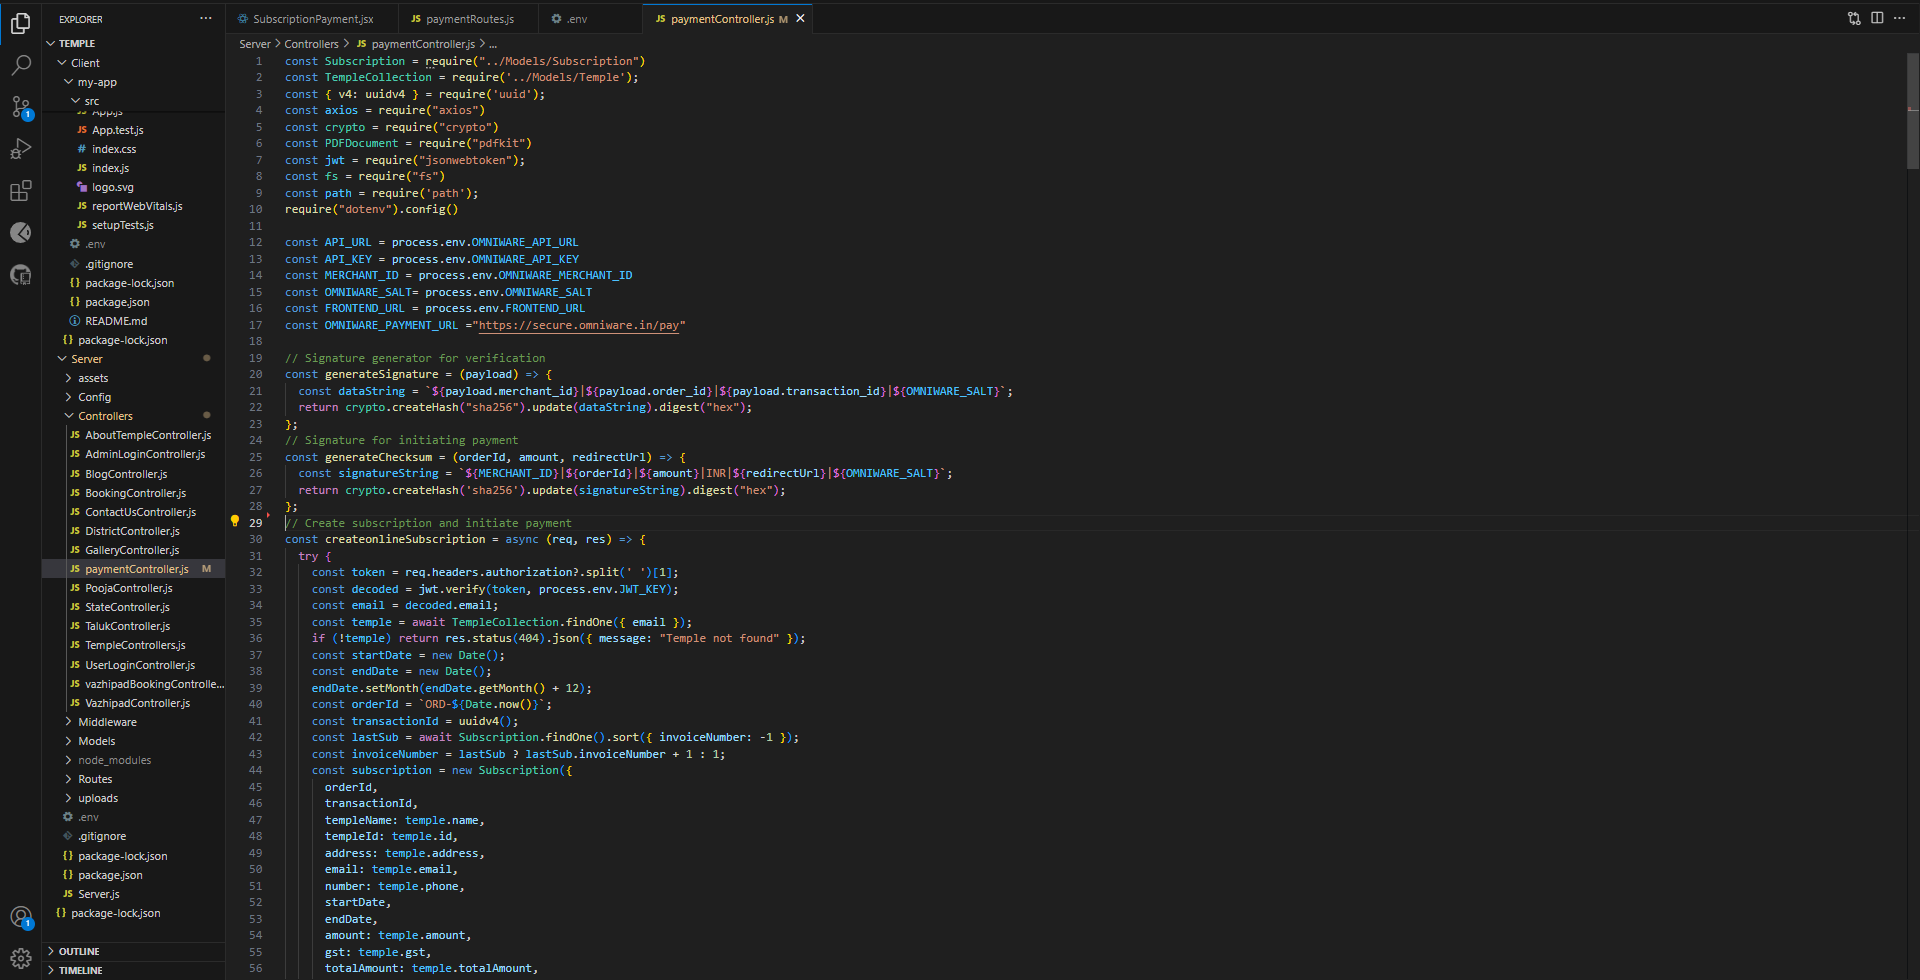 EXPLORER
TEMPLE
Client
my-app
src
App.js
App.test.js
index.css
index.js
logo.svg
reportWebVitals.js
setupTests.js
.env
.gitignore
package-lock.json
package.json
README.md
package-lock.json
Server
assets
Config
Controllers
AboutTempleController.js
AdminLoginController.js
BlogController.js
BookingController.js
ContactUsController.js
DistrictController.js
GalleryController.js
paymentController.js M
PoojaController.js
StateController.js
TalukController.js
TempleControllers.js
UserLoginController.js
vazhipadBookingControlle...
VazhipadController.js
Middleware
Models
node_modules
Routes
uploads
.env
.gitignore
package-lock.json
package.json
Server.js
package-lock.json
OUTLINE
TIMELINE
SubscriptionPayment.jsx
JS paymentRoutes.js
.env
JS paymentController.js M
Server > Controllers > JS paymentController.js > ...
1 const Subscription = require("../Models/Subscription")
2 const TempleCollection = require('../Models/Temple');
3 const { v4: uuidv4 } = require('uuid');
4 const axios = require("axios")
5 const crypto = require("crypto")
6 const PDFDocument = require("pdfkit")
7 const jwt = require("jsonwebtoken");
8 const fs = require("fs")
9 const path = require('path');
10 require("dotenv").config()
11
12 const API_URL = process.env.OMNIWARE_API_URL
13 const API_KEY = process.env.OMNIWARE_API_KEY
14 const MERCHANT_ID = process.env.OMNIWARE_MERCHANT_ID
15 const OMNIWARE_SALT= process.env.OMNIWARE_SALT
16 const FRONTEND_URL= process.env.FRONTEND_URL
17 const OMNIWARE_PAYMENT_URL ="https://secure.omniware.in/pay"
18
19 // Signature generator for verification
20 const generateSignature = (payload) => {
21 const dataString = `${payload.merchant_id}|${payload.order_id}|${payload.transaction_id}|${OMNIWARE_SALT}`;
22 return crypto.createHash("sha256").update(dataString).digest("hex");
23 };
24 // Signature for initiating payment
25 const generateChecksum = (orderId, amount, redirectUrl) => {
26 const signatureString = `${MERCHANT_ID}|${orderId}|${amount}|INR|${redirectUrl}|${OMNIWARE_SALT}`;
27 return crypto.createHash('sha256').update(signatureString).digest("hex");
28 };
29 // Create subscription and initiate payment
30 const createonlineSubscription = async (req, res) => {
31 try {
32 const token = req.headers.authorization?.split(' ')[1];
33 const decoded = jwt.verify(token, process.env.JWT_KEY);
34 const email = decoded.email;
35 const temple = await TempleCollection.findOne({ email });
36 if (!temple) return res.status(404).json({ message: "Temple not found" });
37 const startDate = new Date();
38 const endDate = new Date();
39 endDate.setMonth(endDate.getMonth() + 12);
40 const orderId = `ORD-${Date.now()}`;
41 const transactionId = uuidv4();
42 const lastSub = await Subscription.findOne().sort({ invoiceNumber: -1 });
43 const invoiceNumber = lastSub ? lastSub.invoiceNumber + 1 : 1;
44 const subscription = new Subscription({
45 orderId,
46 transactionId,
47 templeName: temple.name,
48 templeId: temple.id,
49 address: temple.address,
50 email: temple.email,
51 number: temple.phone,
52 startDate,
53 endDate,
54 amount: temple.amount,
55 gst: temple.gst,
56 totalAmount: temple.totalAmount,